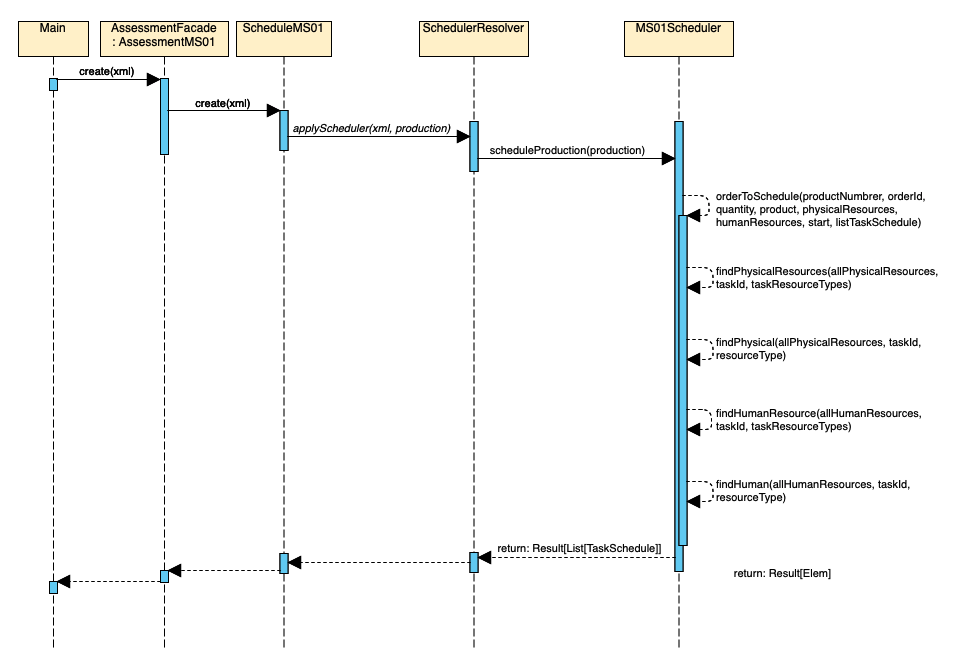 Main
AssessmentFacade
: AssessmentMS01
ScheduleMS01
SchedulerResolver
MS01Scheduler
create(xml)
create(xml)
applyScheduler(xml, production)
scheduleProduction(production)
orderToSchedule(productNumbrer, orderId,
quantity, product, physicalResources,
humanResources, start, listTaskSchedule)
findPhysicalResources(allPhysicalResources,
taskId, taskResourceTypes)
findPhysical(allPhysicalResources, taskId,
resourceType)
findHumanResource(allHumanResources,
taskId, taskResourceTypes)
findHuman(allHumanResources, taskId,
resourceType)
return: Result[List[TaskSchedule]]
return: Result[Elem]